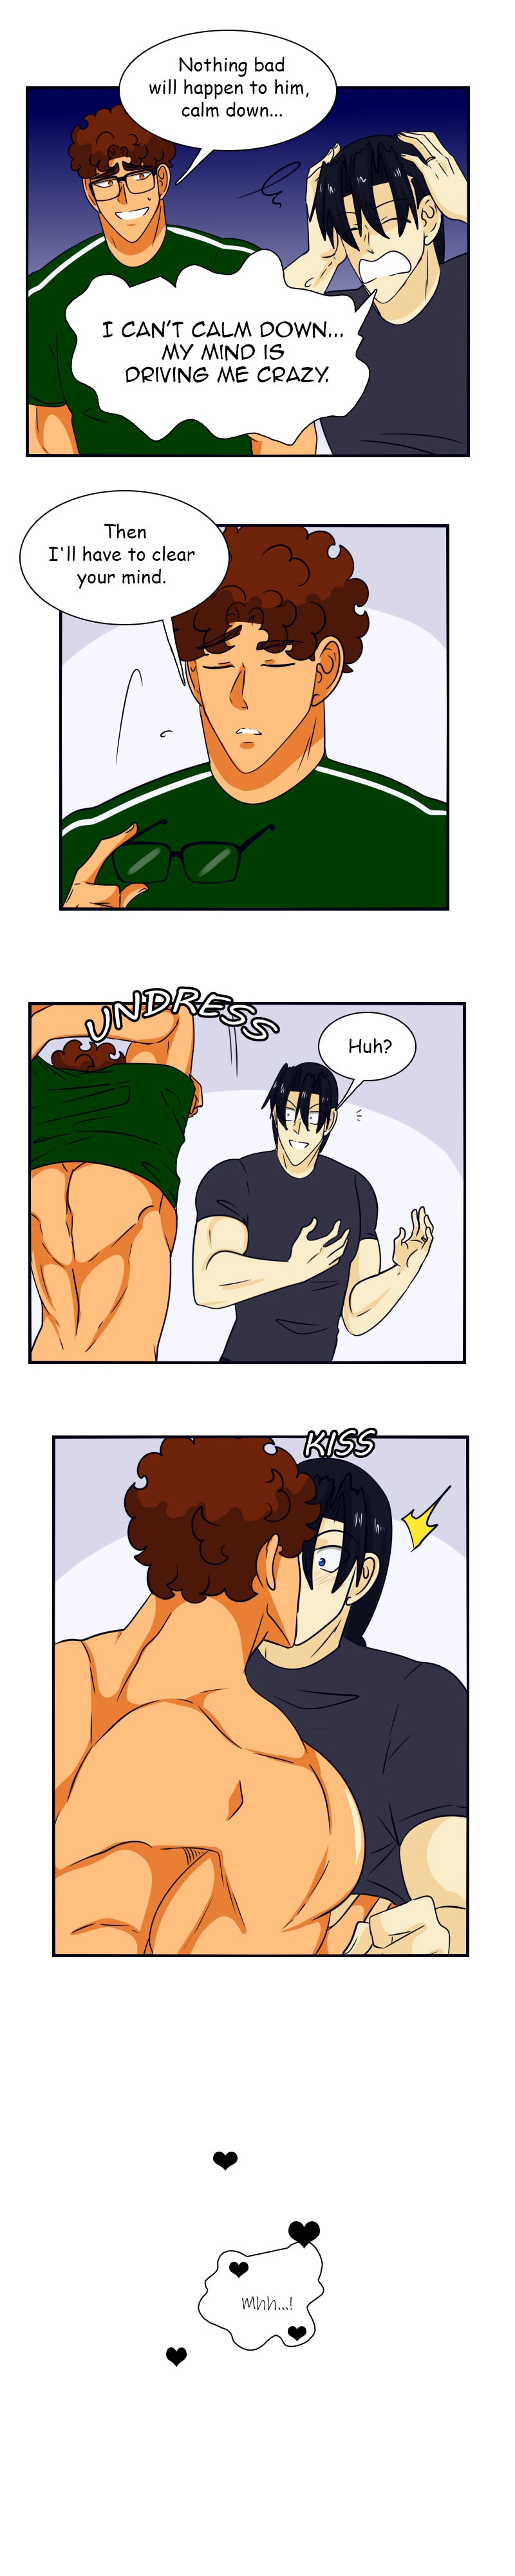 Nothing bad
will happen to him,
calm down...
I CAN'T CALM DOWN...
MY MIND IS
DRIVING ME CRAZY.
Then
I'll have to clear
your mind.
UNDRESS
Huh?
KISS
Mhh...!